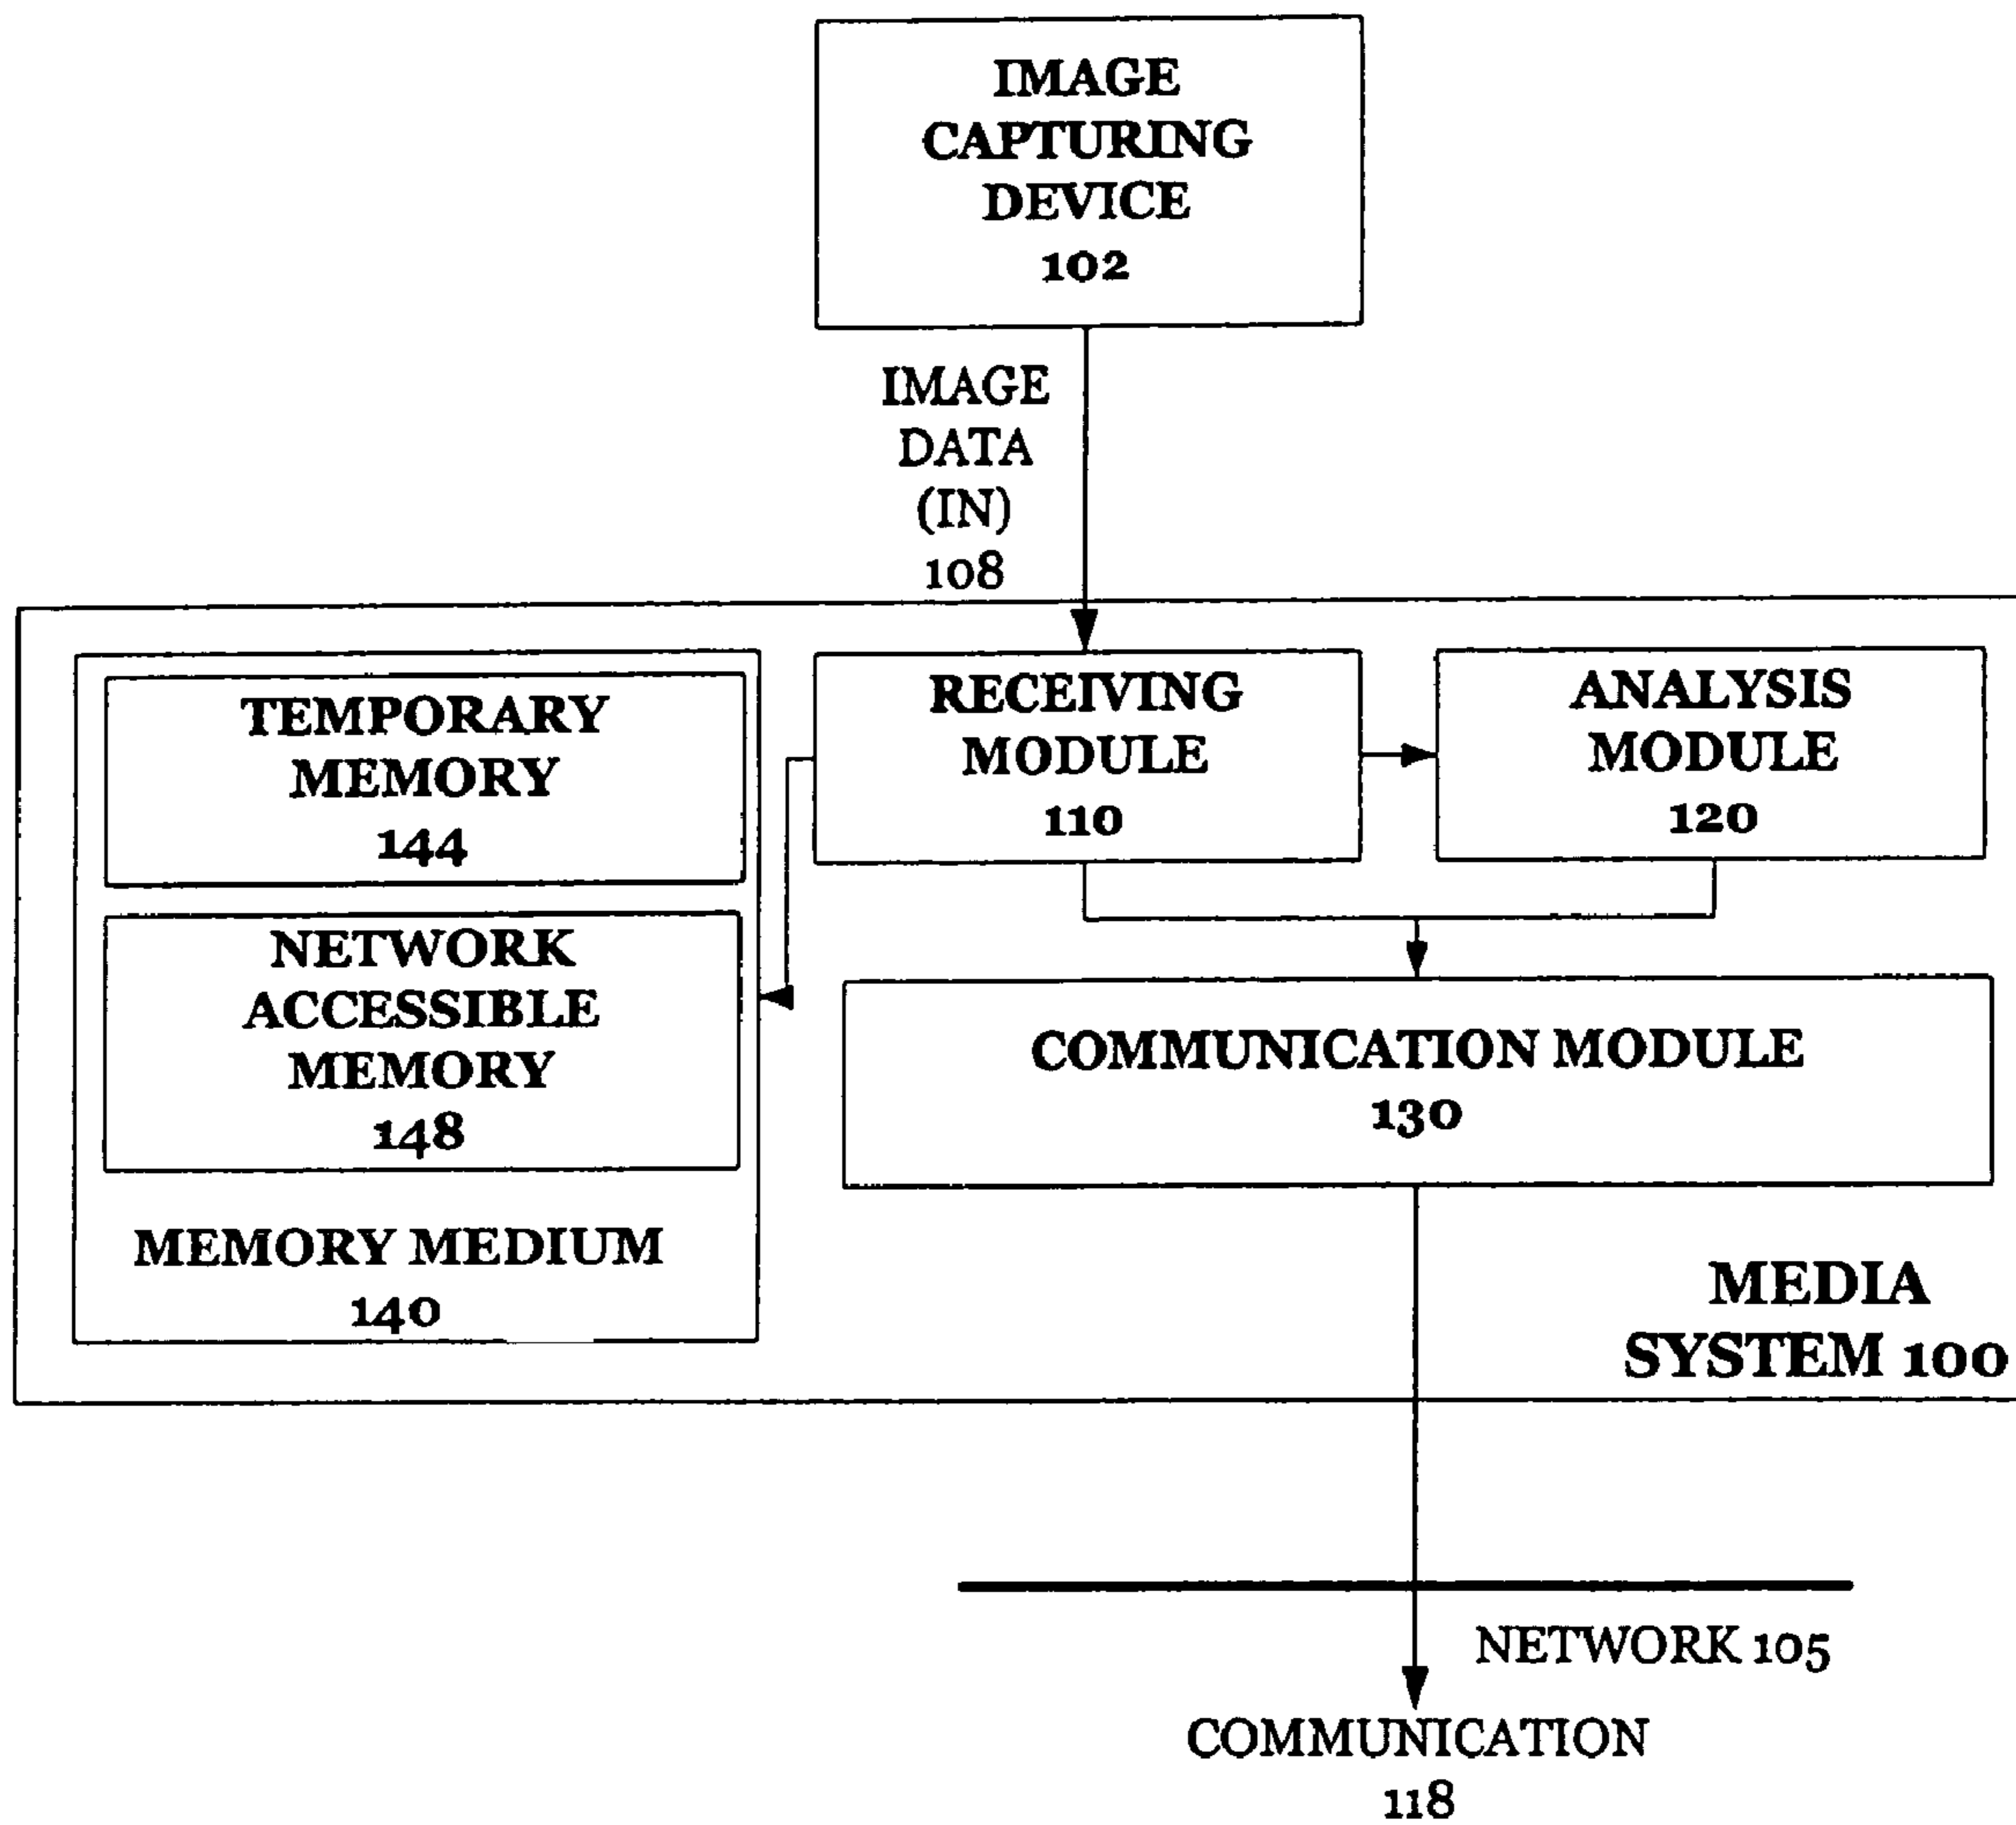 IMAGE
CAPTURING
DEVICE
102
IMAGE
DATA
(IN)
108
TEMPORARY
MEMORY
144
NETWORK
ACCESSIBLE
MEMORY
148
MEMORY MEDIUM
140
RECEIVING
MODULE
110
ANALYSIS
MODULE
120
COMMUNICATION MODULE
130
MEDIA
SYSTEM 100
NETWORK 105
COMMUNICATION
118